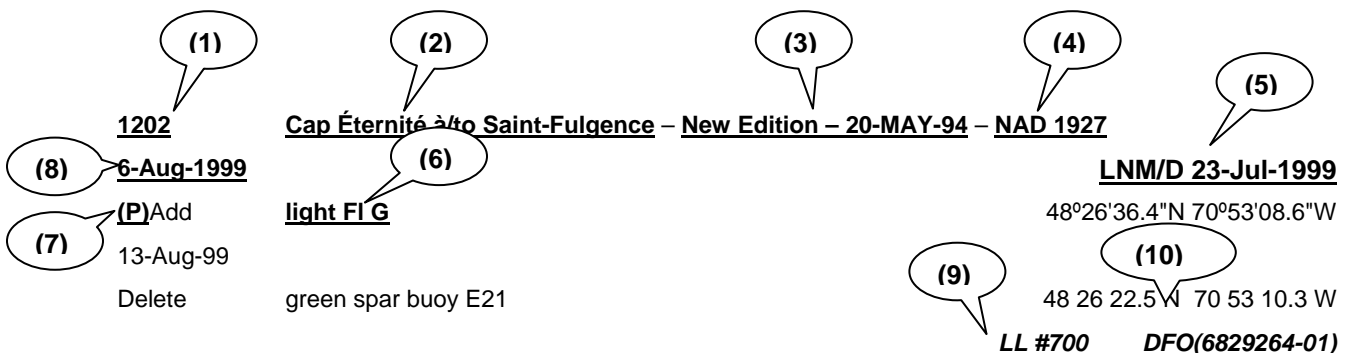 (1) (2) (3) (4)
(5)
1202 Cap Éternité à/to Saint-Fulgence – New Edition – 20-MAY-94 – NAD 1927
(8) 6-Aug-1999 (6) LNM/D 23-Jul-1999
(P)Add light Fl G 48º26'36.4"N 70º53'08.6"W
(7) 13-Aug-99 (9) (10)
Delete green spar buoy E21 48 26 22.5 N 70 53 10.3 W
LL #700 DFO(6829264-01)